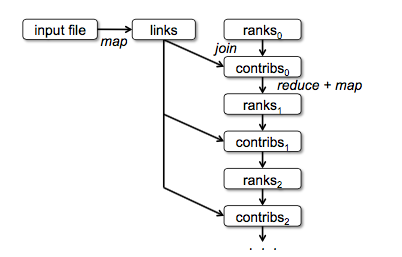 input file
map
links
ranks₀
join
contribs₀
reduce + map
ranks₁
contribs₁
ranks₂
contribs₂
. . .